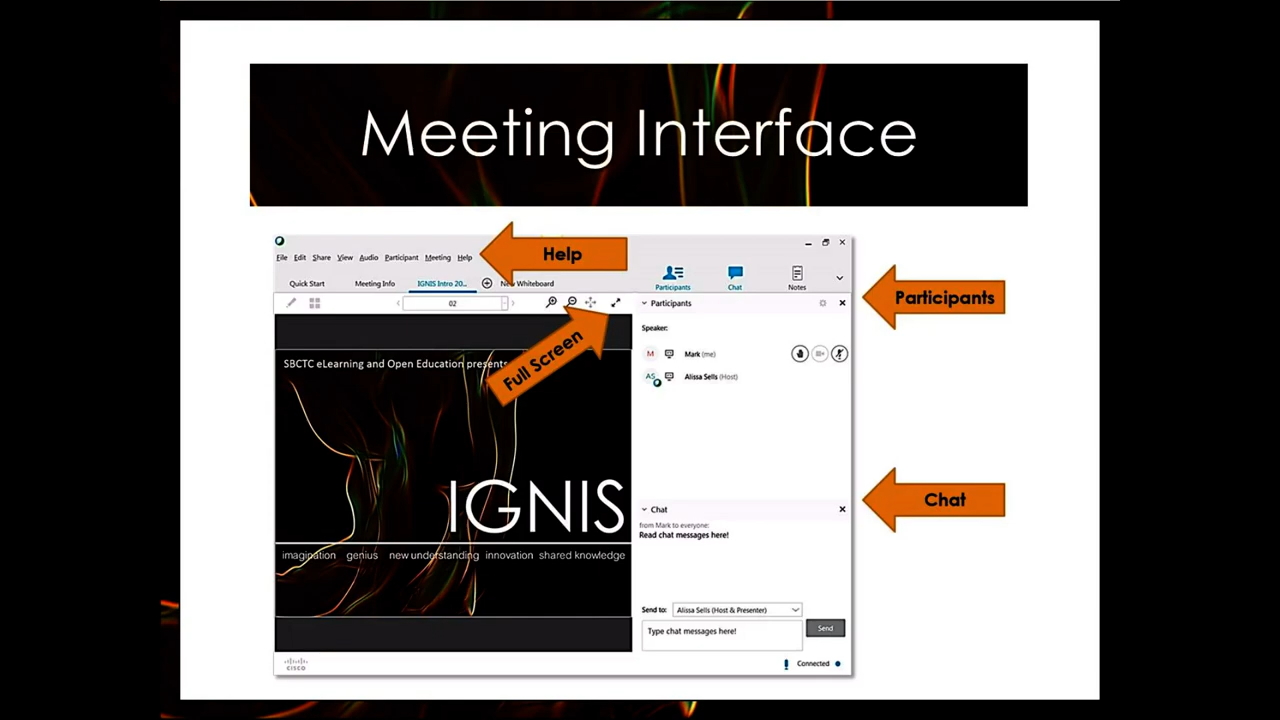 Meeting Interface
File Edit Share View Audio Participant Meeting Help
Help
Quick Start Meeting Info IGNIS Intro 20... New Whiteboard
Participants Chat Notes
Participants
02
Participants
Full Screen
Speaker:
M Mark (me)
AS Alissa Sells (Host)
SBCTC eLearning and Open Education presents
IGNIS
imagination genius new understanding innovation shared knowledge
Chat
Chat
from Mark to everyone:
Read chat messages here!
Send to: Alissa Sells (Host & Presenter)
Type chat messages here!
Send
CISCO
Connected